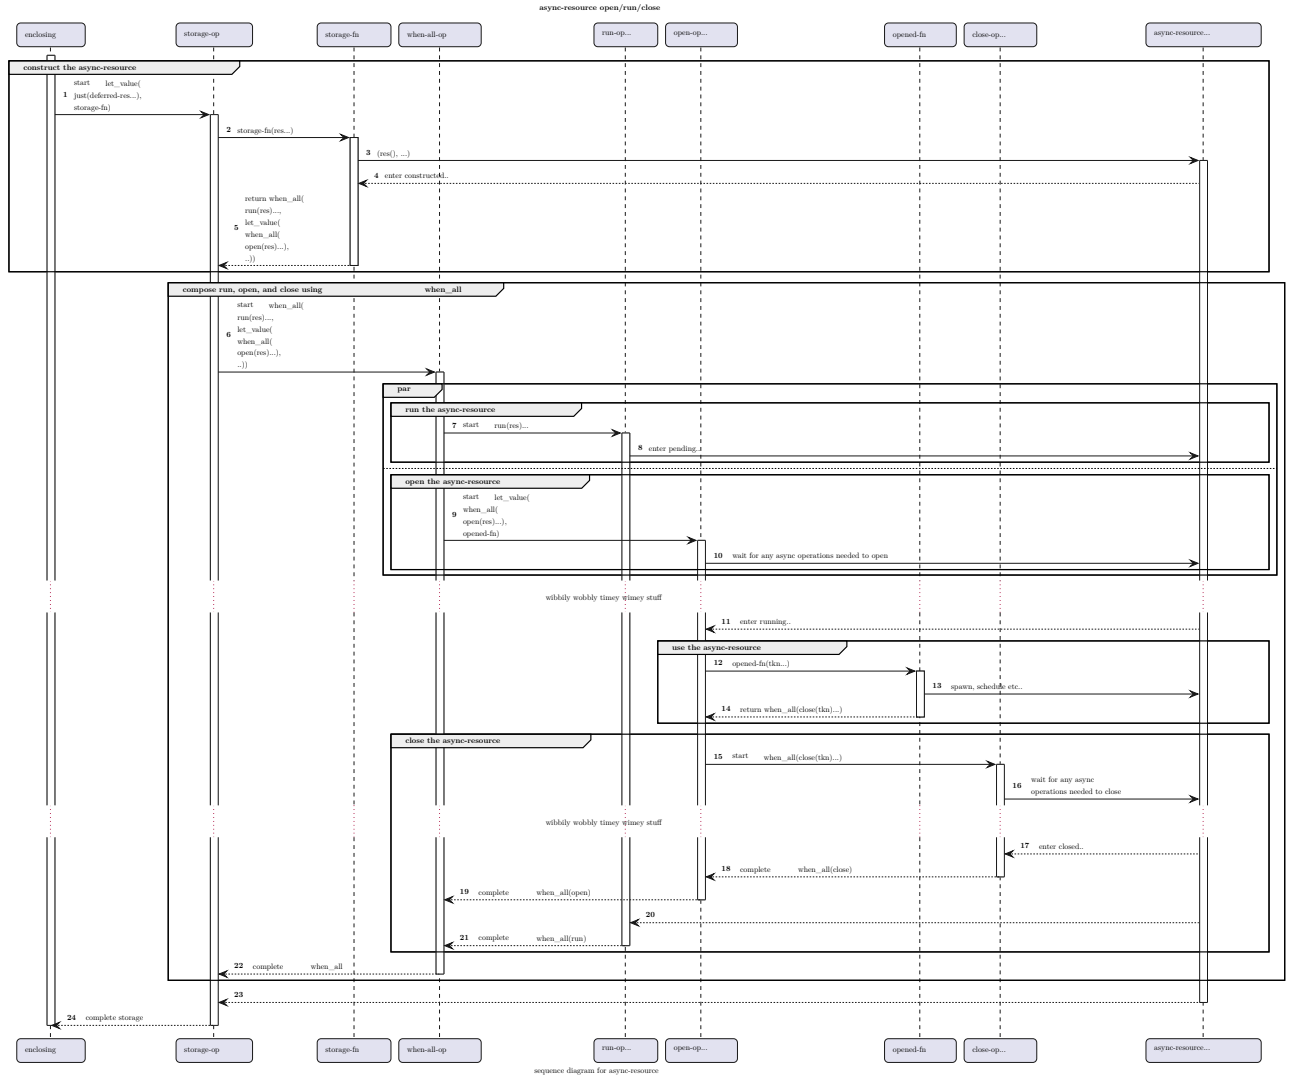 async-resource open/run/close
enclosing storage-op storage-fn when-all-op run-op... open-op... opened-fn close-op... async-resource...
construct the async-resource
start let_value(
1 just(deferred-res...),
storage-fn)
2 storage-fn(res...)
3 (res(), ...)
4 enter constructed..
return when_all(
run(res)...,
5 let_value(
when_all(
open(res)...),
..))
compose run, open, and close using when_all
start when_all(
run(res)...,
6 let_value(
when_all(
open(res)...),
..))
par
run the async-resource
7 start run(res)...
8 enter pending..
open the async-resource
start let_value(
9 when_all(
open(res)...),
opened-fn)
10 wait for any async operations needed to open
wibbily wobbly timey wimey stuff
11 enter running..
use the async-resource
12 opened-fn(tkn...)
13 spawn, schedule etc..
14 return when_all(close(tkn)...)
close the async-resource
15 start when_all(close(tkn)...)
16 wait for any async
operations needed to close
wibbily wobbly timey wimey stuff
17 enter closed..
18 complete when_all(close)
19 complete when_all(open)
20
21 complete when_all(run)
22 complete when_all
23
24 complete storage
enclosing storage-op storage-fn when-all-op run-op... open-op... opened-fn close-op... async-resource...
sequence diagram for async-resource